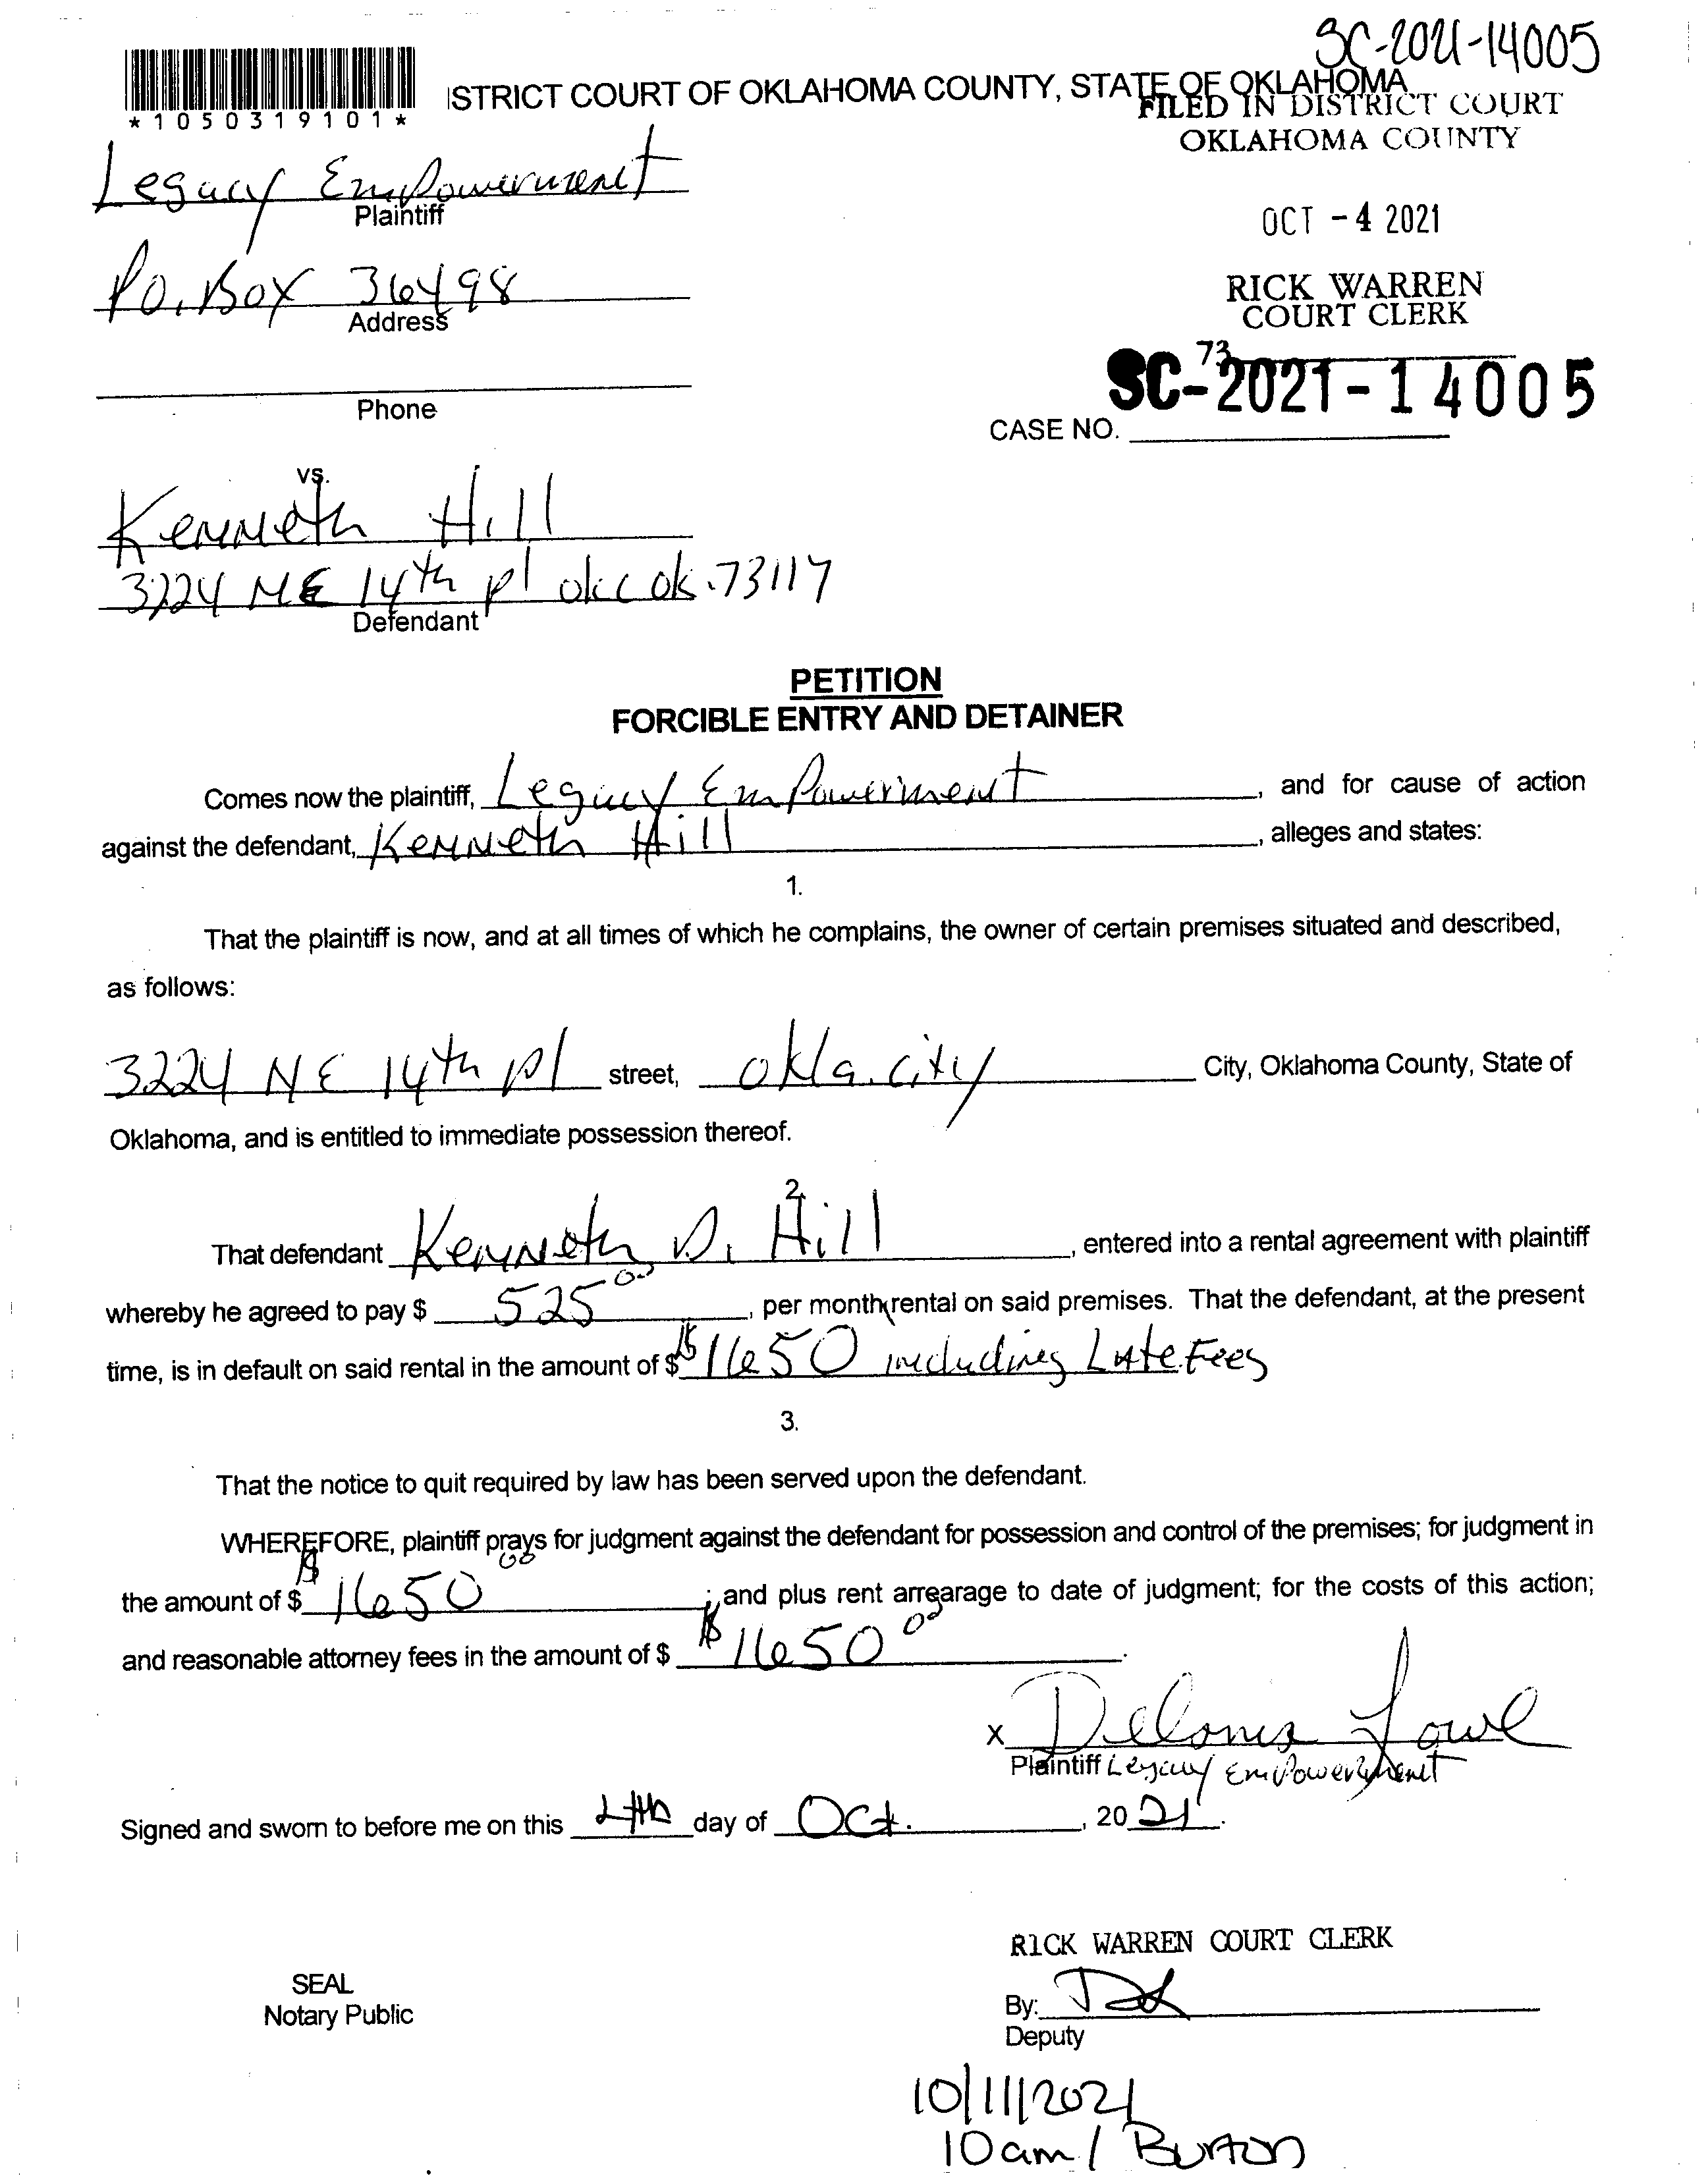 SC-2021-14005
*1050319101*
ISTRICT COURT OF OKLAHOMA COUNTY, STATE OF OKLAHOMA
FILED IN DISTRICT COURT
OKLAHOMA COUNTY
Legacy Empowerment
Plaintiff
OCT -4 2021
P.O. Box 36498
Address
RICK WARREN
COURT CLERK
73
SC-2021-14005
Phone
CASE NO.
vs.
Kenneth Hill
3224 NE 14th pl okc ok. 73117
Defendant
PETITION
FORCIBLE ENTRY AND DETAINER
Comes now the plaintiff, Legacy EmPowerment, and for cause of action
against the defendant, Kenneth Hill, alleges and states:
1.
That the plaintiff is now, and at all times of which he complains, the owner of certain premises situated and described,
as follows:
3224 NE 14th pl street, okla. city City, Oklahoma County, State of
Oklahoma, and is entitled to immediate possession thereof.
2.
That defendant Kenneth D. Hill, entered into a rental agreement with plaintiff
whereby he agreed to pay $ 525 00, per month rental on said premises. That the defendant, at the present
time, is in default on said rental in the amount of $ $1650 including Late Fees
3.
That the notice to quit required by law has been served upon the defendant.
WHEREFORE, plaintiff prays for judgment against the defendant for possession and control of the premises; for judgment in
the amount of $ $1650 00; and plus rent arrearage to date of judgment; for the costs of this action;
and reasonable attorney fees in the amount of $ $1650 00.
X Delonia Lowe
Plaintiff Legacy EmPowerment
Signed and sworn to before me on this 4th day of Oct., 20 21.
RICK WARREN COURT CLERK
SEAL
Notary Public
By:
Deputy
10/11/2021
10am / Burton